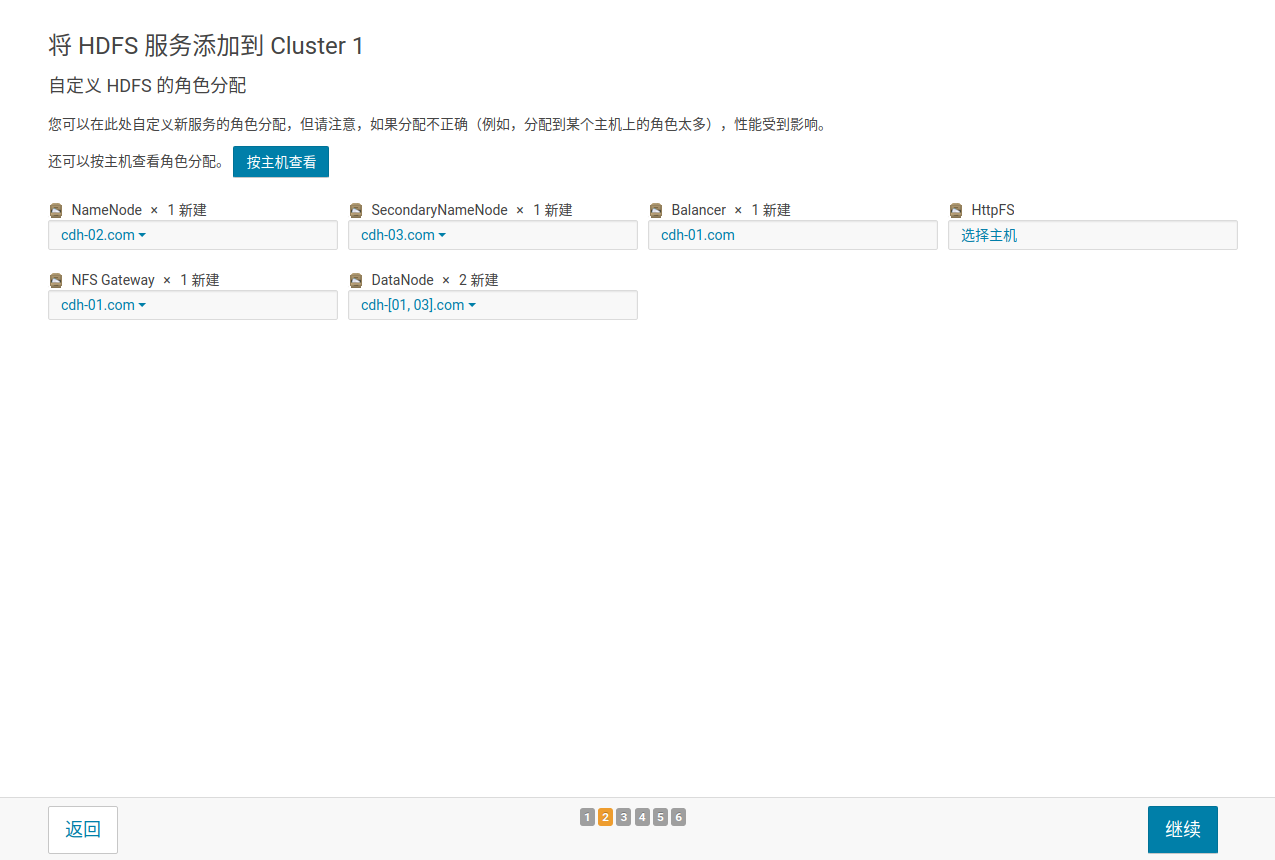 将 HDFS 服务添加到 Cluster 1
自定义 HDFS 的角色分配
您可以在此处自定义新服务的角色分配，但请注意，如果分配不正确（例如，分配到某个主机上的角色太多），性能受到影响。
还可以按主机查看角色分配。 按主机查看
NameNode × 1 新建 SecondaryNameNode × 1 新建 Balancer × 1 新建 HttpFS
cdh-02.com cdh-03.com cdh-01.com 选择主机
NFS Gateway × 1 新建 DataNode × 2 新建
cdh-01.com cdh-[01, 03].com
返回 1 2 3 4 5 6 继续